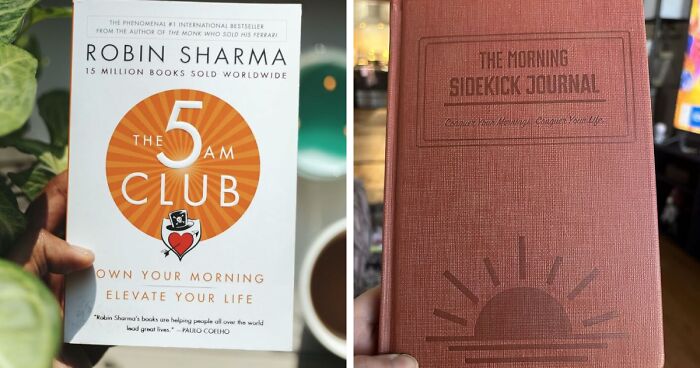 THE PHENOMENAL #1 INTERNATIONAL BESTSELLER
FROM THE AUTHOR OF THE MONK WHO SOLD HIS FERRARI
ROBIN SHARMA
15 MILLION BOOKS SOLD WORLDWIDE
THE 5 AM
CLUB
OWN YOUR MORNING
ELEVATE YOUR LIFE
"Robin Sharma's books are helping people all over the world
lead great lives." —PAULO COELHO
THE MORNING
SIDEKICK JOURNAL
Conquer Your Mornings. Conquer Your Life.